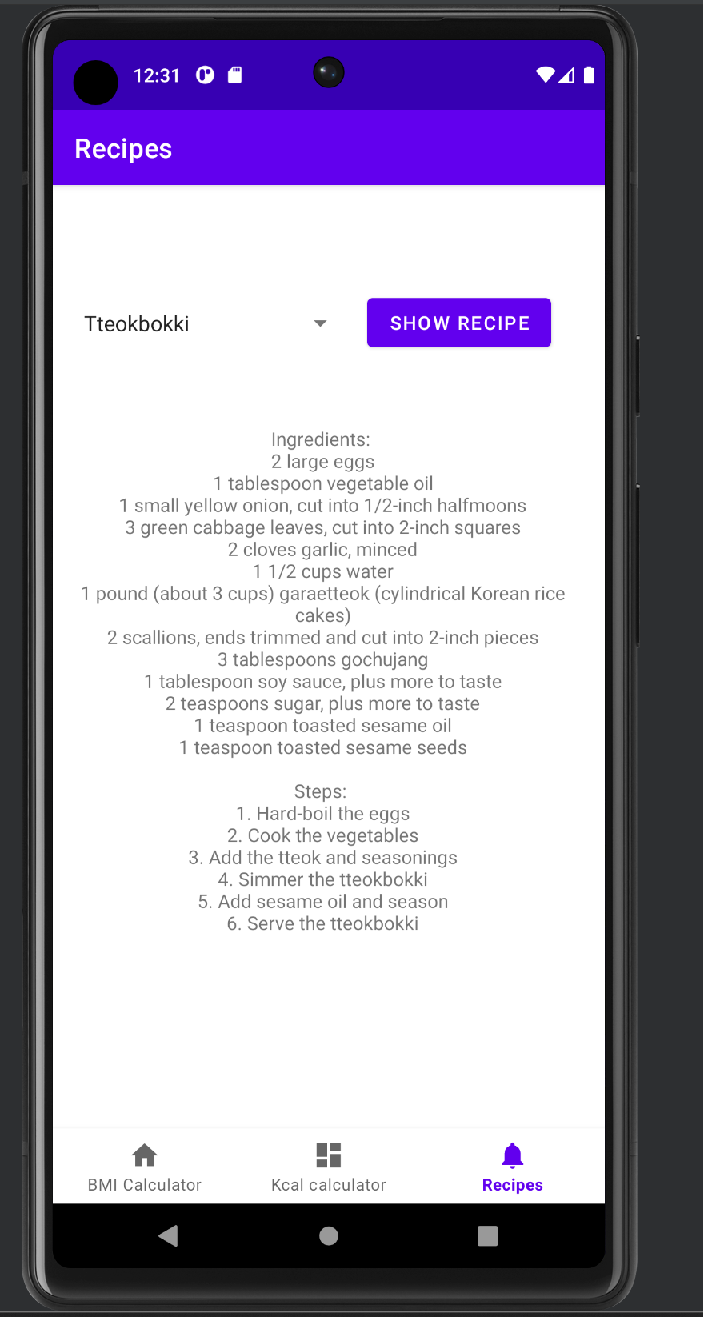 12:31
Recipes
Tteokbokki
SHOW RECIPE
Ingredients:
2 large eggs
1 tablespoon vegetable oil
1 small yellow onion, cut into 1/2-inch halfmoons
3 green cabbage leaves, cut into 2-inch squares
2 cloves garlic, minced
1 1/2 cups water
1 pound (about 3 cups) garaetteok (cylindrical Korean rice
cakes)
2 scallions, ends trimmed and cut into 2-inch pieces
3 tablespoons gochujang
1 tablespoon soy sauce, plus more to taste
2 teaspoons sugar, plus more to taste
1 teaspoon toasted sesame oil
1 teaspoon toasted sesame seeds
Steps:
1. Hard-boil the eggs
2. Cook the vegetables
3. Add the tteok and seasonings
4. Simmer the tteokbokki
5. Add sesame oil and season
6. Serve the tteokbokki
BMI Calculator
Kcal calculator
Recipes